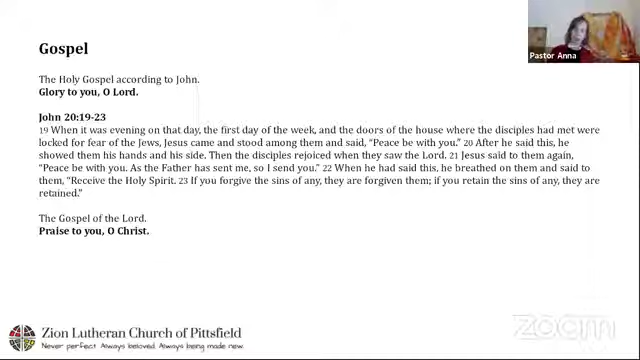 Gospel
Pastor Anna
The Holy Gospel according to John.
Glory to you, O Lord.
John 20:19-23
19 When it was evening on that day, the first day of the week, and the doors of the house where the disciples had met were
locked for fear of the Jews, Jesus came and stood among them and said, “Peace be with you.” 20 After he said this, he
showed them his hands and his side. Then the disciples rejoiced when they saw the Lord. 21 Jesus said to them again,
“Peace be with you. As the Father has sent me, so I send you.” 22 When he had said this, he breathed on them and said to
them, “Receive the Holy Spirit. 23 If you forgive the sins of any, they are forgiven them; if you retain the sins of any, they are
retained.”
The Gospel of the Lord.
Praise to you, O Christ.
Zion Lutheran Church of Pittsfield
Never perfect. Always beloved. Always being made new.
zoom